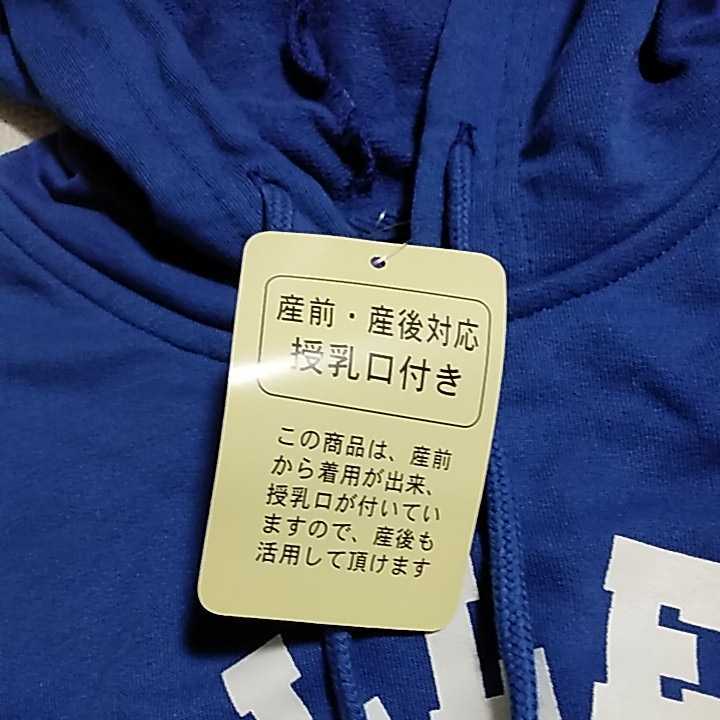 産前・産後対応
授乳口付き
この商品は、産前
から着用が出来、
授乳口が付いてい
ますので、産後も
活用して頂けます